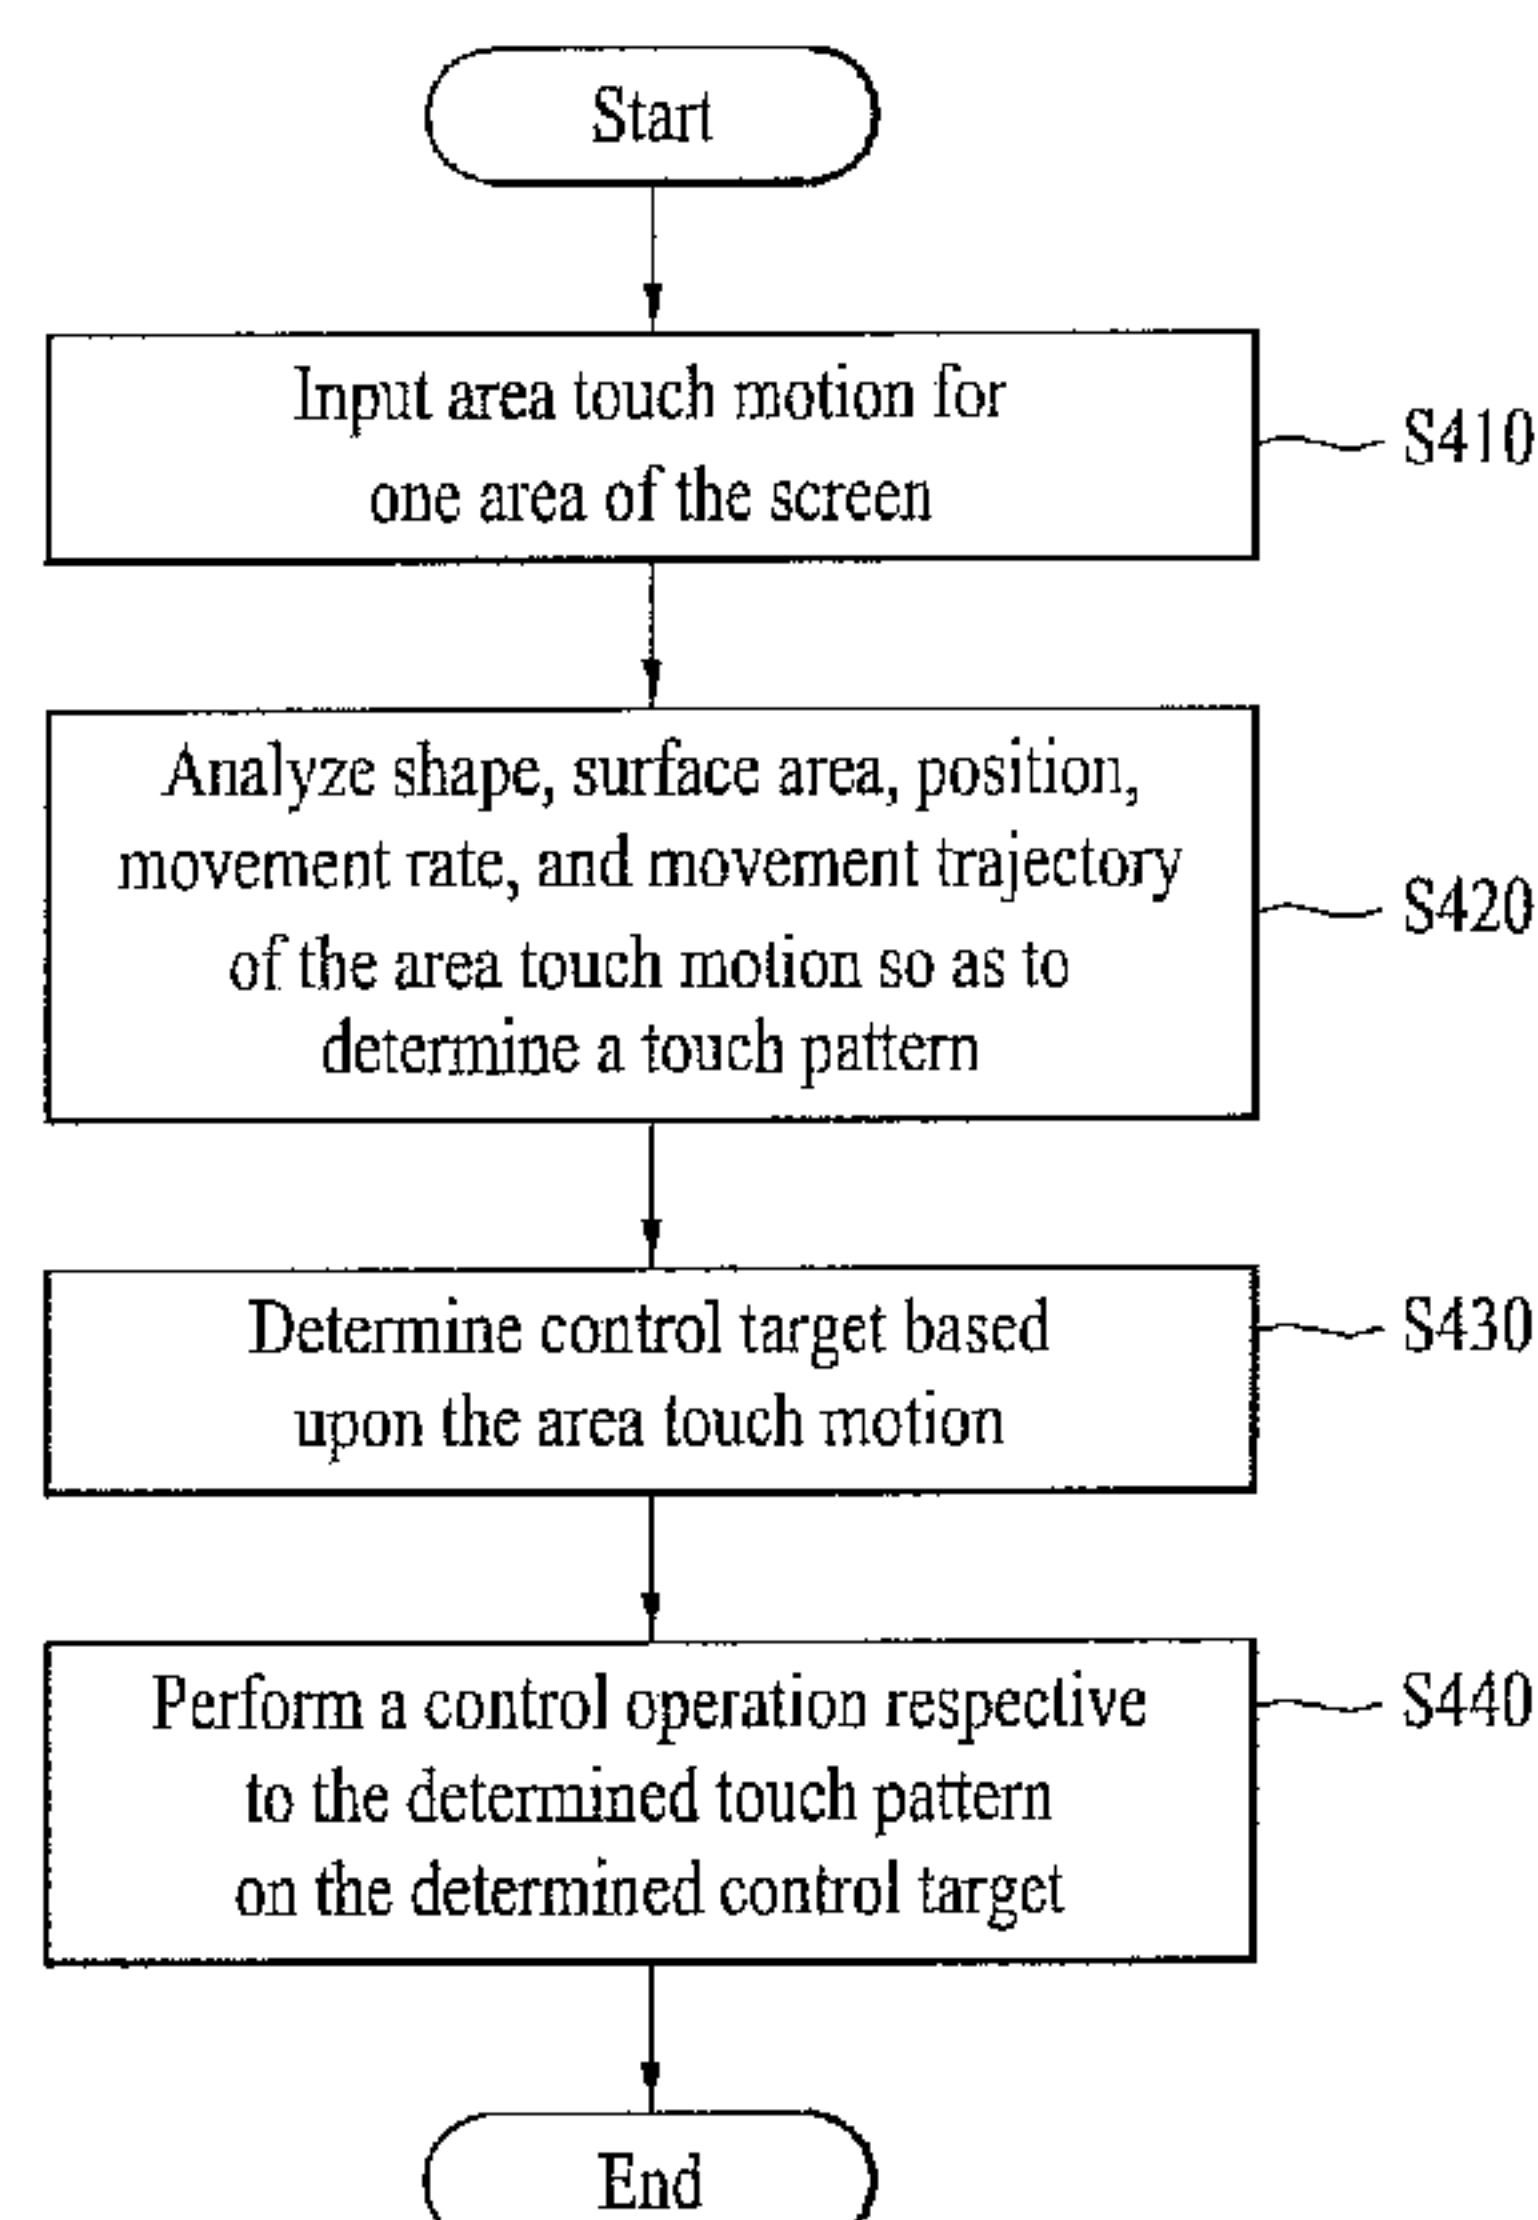 Start
Input area touch motion for
one area of the screen
S410
Analyze shape, surface area, position,
movement rate, and movement trajectory
of the area touch motion so as to
determine a touch pattern
S420
Determine control target based
upon the area touch motion
S430
Perform a control operation respective
to the determined touch pattern
on the determined control target
S440
End